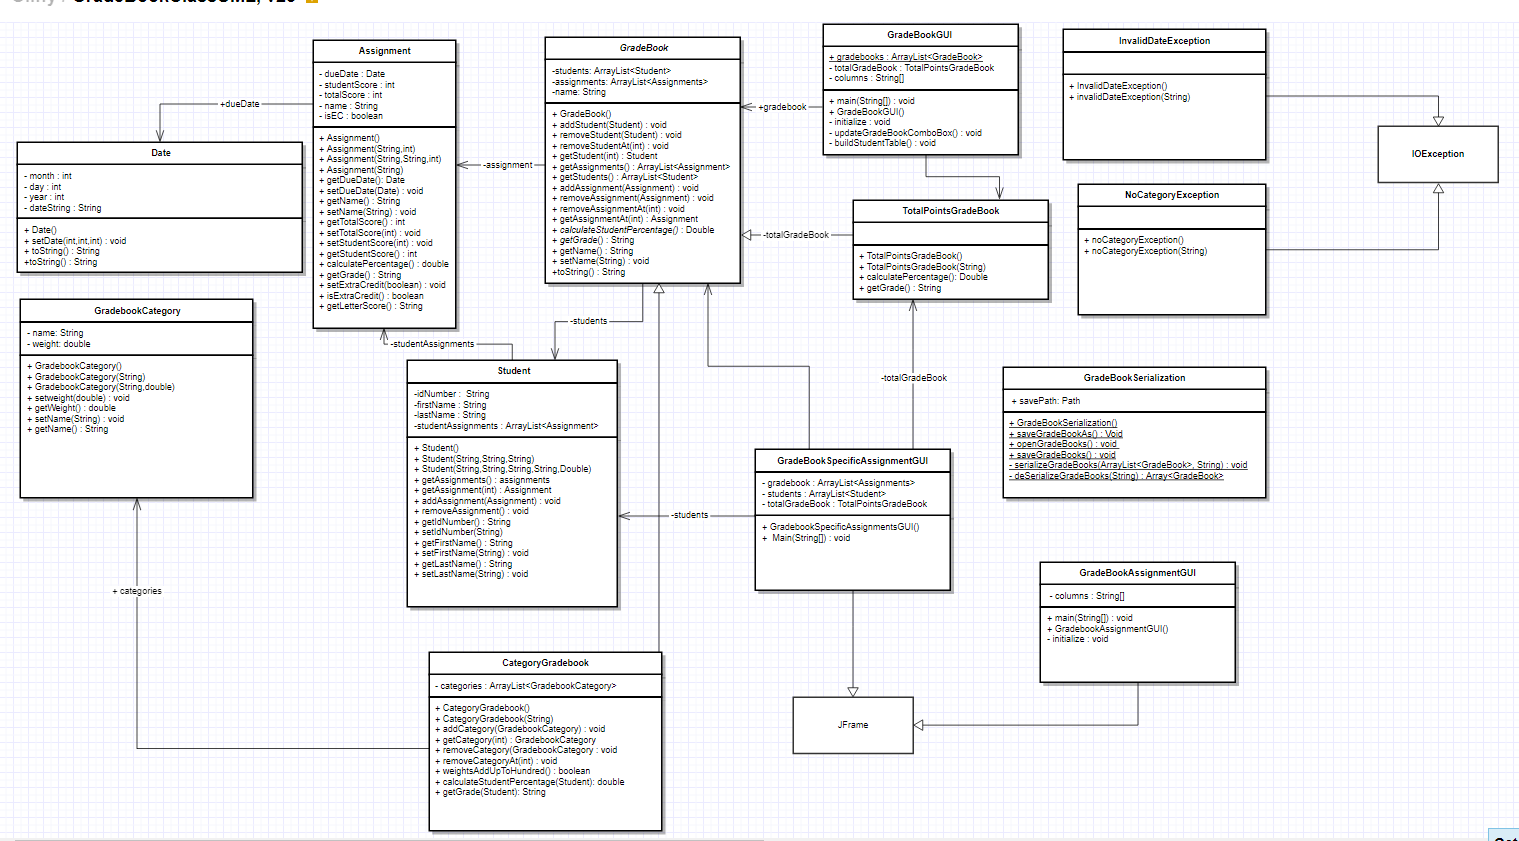 Assignment
- dueDate : Date
- studentScore : int
- totalScore : int
- name : String
- isEC : boolean
+ Assignment()
+ Assignment(String,int)
+ Assignment(String,String,int)
+ Assignment(String)
+ getDueDate(): Date
+ setDueDate(Date) : void
+ getName() : String
+ setName(String) : void
+ getTotalScore() : int
+ setTotalScore(int) : void
+ setStudentScore(int) : void
+ getStudentScore() : int
+ calculatePercentage() : double
+ getGrade() : String
+ setExtraCredit(boolean) : void
+ isExtraCredit() : boolean
+ getLetterScore() : String
GradeBook
-students: ArrayList<Student>
-assignments: ArrayList<Assignments>
-name: String
+ GradeBook()
+ addStudent(Student) : void
+ removeStudent(Student) : void
+ removeStudentAt(int) : void
+ getStudent(int) : Student
+ getAssignments() : ArrayList<Assignment>
+ getStudents() : ArrayList<Student>
+ addAssignment(Assignment) : void
+ removeAssignment(Assignment) : void
+ removeAssignmentAt(int) : void
+ getAssignmentAt(int) : Assignment
+ calculateStudentPercentage() : Double
+ getGrade() : String
+ getName() : String
+ setName(String) : void
+toString() : String
GradeBookGUI
+ gradebooks : ArrayList<GradeBook>
- totalGradeBook : TotalPointsGradeBook
- columns : String[]
+ main(String[]) : void
+ GradeBookGUI()
- initialize : void
- updateGradeBookComboBox() : void
- buildStudentTable() : void
InvalidDateException
+ InvalidDateException()
+ invalidDateException(String)
IOException
NoCategoryException
+ noCategoryException()
+ noCategoryException(String)
+dueDate
+gradebook
-assignment
-totalGradeBook
Date
- month : int
- day : int
- year : int
- dateString : String
+ Date()
+ setDate(int,int,int) : void
+ toString() : String
+toString() : String
TotalPointsGradeBook
+ TotalPointsGradeBook()
+ TotalPointsGradeBook(String)
+ calculatePercentage(): Double
+ getGrade() : String
GradebookCategory
- name: String
- weight: double
+ GradebookCategory()
+ GradebookCategory(String)
+ GradebookCategory(String,double)
+ setweight(double) : void
+ getWeight() : double
+ setName(String) : void
+ getName() : String
-students
-studentAssignments
-totalGradeBook
Student
-idNumber : String
-firstName : String
-lastName : String
-studentAssignments : ArrayList<Assignment>
+ Student()
+ Student(String,String,String)
+ Student(String,String,String,String,Double)
+ getAssignments() : assignments
+ getAssignment(int) : Assignment
+ addAssignment(Assignment) : void
+ removeAssignment() : void
+ getIdNumber() : String
+ setIdNumber(String)
+ getFirstName() : String
+ setFirstName(String) : void
+ getLastName() : String
+ setLastName(String) : void
GradeBookSerialization
+ savePath: Path
+ GradeBookSerialization()
+ saveGradeBookAs() : Void
+ openGradeBooks() : void
+ saveGradeBooks() : void
- serializeGradeBooks(ArrayList<GradeBook>, String) : void
- deSerializeGradeBooks(String) : Array<GradeBook>
GradeBookSpecificAssignmentGUI
- gradebook : ArrayList<Assignments>
- students : ArrayList<Student>
- totalGradeBook : TotalPointsGradeBook
+ GradebookSpecificAssignmentsGUI()
+ Main(String[]) : void
-students
GradeBookAssignmentGUI
- columns : String[]
+ main(String[]) : void
+ GradebookAssignmentGUI()
- initialize : void
+ categories
CategoryGradebook
- categories : ArrayList<GradebookCategory>
+ CategoryGradebook()
+ CategoryGradebook(String)
+ addCategory(GradebookCategory) : void
+ getCategory(int) : GradebookCategory
+ removeCategory(GradebookCategory : void
+ removeCategoryAt(int) : void
+ weightsAddUpToHundred() : boolean
+ calculateStudentPercentage(Student): double
+ getGrade(Student): String
JFrame